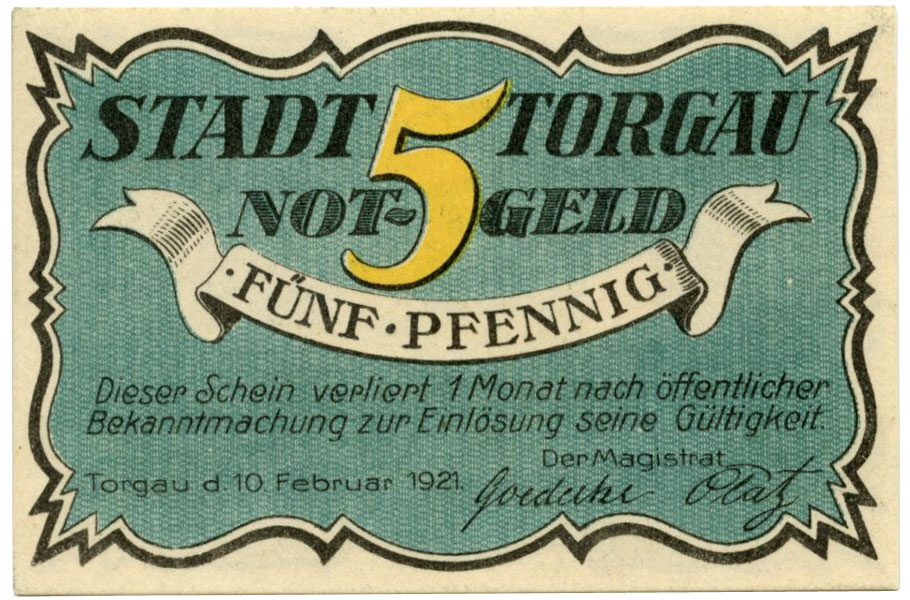 STADT 5 TORGAU
NOT-GELD
·FÜNF·PFENNIG·
Dieser Schein verliert 1 Monat nach öffentlicher
Bekanntmachung zur Einlösung seine Gültigkeit.
Der Magistrat
Torgau d. 10. Februar 1921.